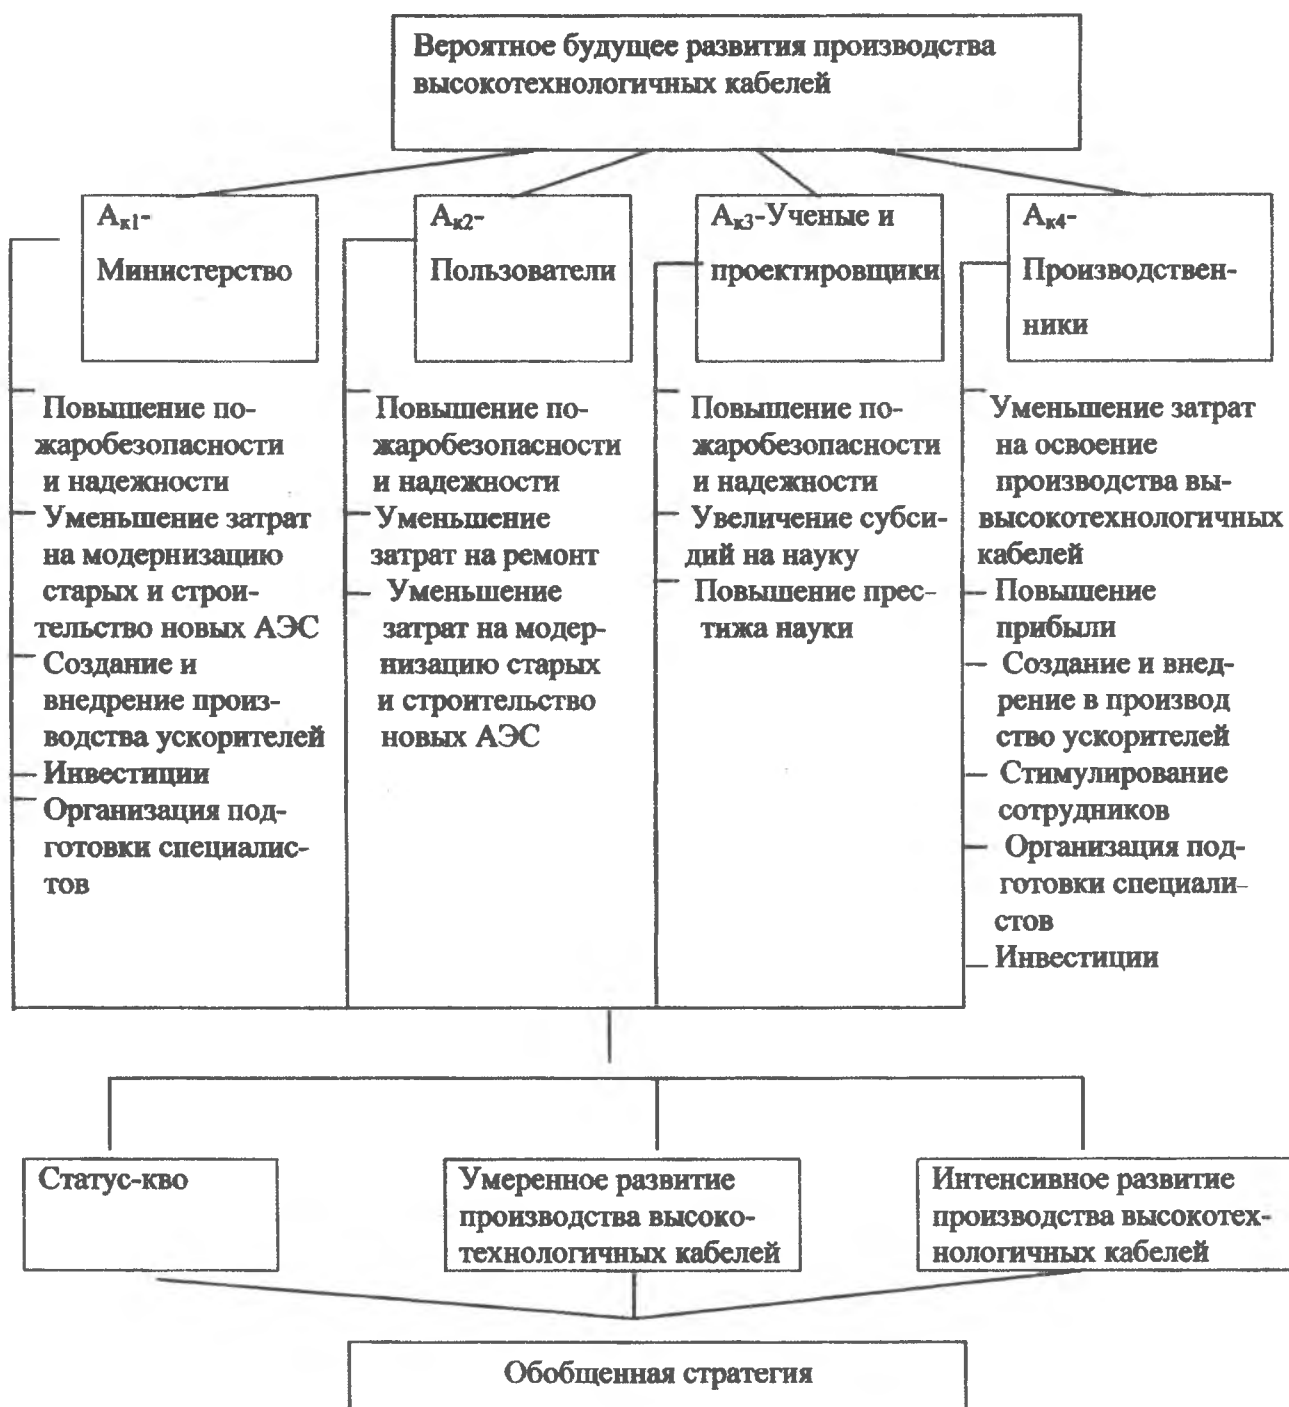 Вероятное будущее развития производства
высокотехнологичных кабелей
Ак1-
Министерство
Ак2-
Пользователи
Ак3-Ученые и
проектировщики
Ак4-
Производствен-
ники
Повышение по-
жаробезопасности
и надежности
Уменьшение затрат
на модернизацию
старых и строи-
тельство новых АЭС
Создание и
внедрение произ-
водства ускорителей
Инвестиции
Организация под-
готовки специалис-
тов
Повышение по-
жаробезопасности
и надежности
Уменьшение
затрат на ремонт
Уменьшение
затрат на модер-
низацию старых
и строительство
новых АЭС
Повышение по-
жаробезопасности
и надежности
Увеличение субси-
дий на науку
Повышение прес-
тижа науки
Уменьшение затрат
на освоение
производства вы-
высокотехнологичных
кабелей
Повышение
прибыли
Создание и внед-
рение в производ
ство ускорителей
Стимулирование
сотрудников
Организация под-
готовки специали-
стов
Инвестиции
Статус-кво
Умеренное развитие
производства высоко-
технологичных кабелей
Интенсивное развитие
производства высокотех-
нологичных кабелей
Обобщенная стратегия